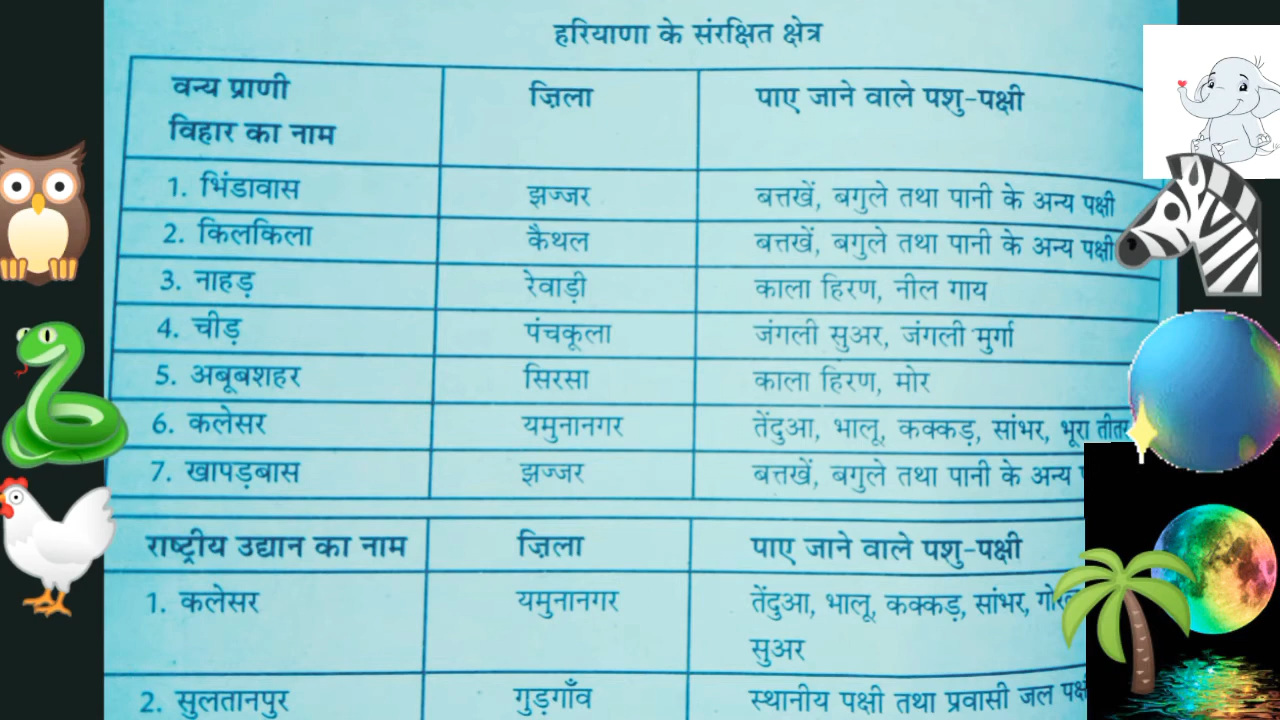 हरियाणा के संरक्षित क्षेत्र
वन्य प्राणी ज़िला पाए जाने वाले पशु-पक्षी
विहार का नाम
1. भिंडावास झज्जर बत्तखें, बगुले तथा पानी के अन्य पक्षी
2. किलकिला कैथल बत्तखें, बगुले तथा पानी के अन्य पक्षी
3. नाहड़ रेवाड़ी काला हिरण, नील गाय
4. चीड़ पंचकूला जंगली सुअर, जंगली मुर्गा
5. अबूबशहर सिरसा काला हिरण, मोर
6. कलेसर यमुनानगर तेंदुआ, भालू, कक्कड़, सांभर, भूरा
7. खापड़बास झज्जर बत्तखें, बगुले तथा पानी के अन्य
राष्ट्रीय उद्यान का नाम ज़िला पाए जाने वाले पशु-पक्षी
1. कलेसर यमुनानगर तेंदुआ, भालू, कक्कड़, सांभर,
सुअर
2. सुलतानपुर गुड़गाँव स्थानीय पक्षी तथा प्रवासी जल